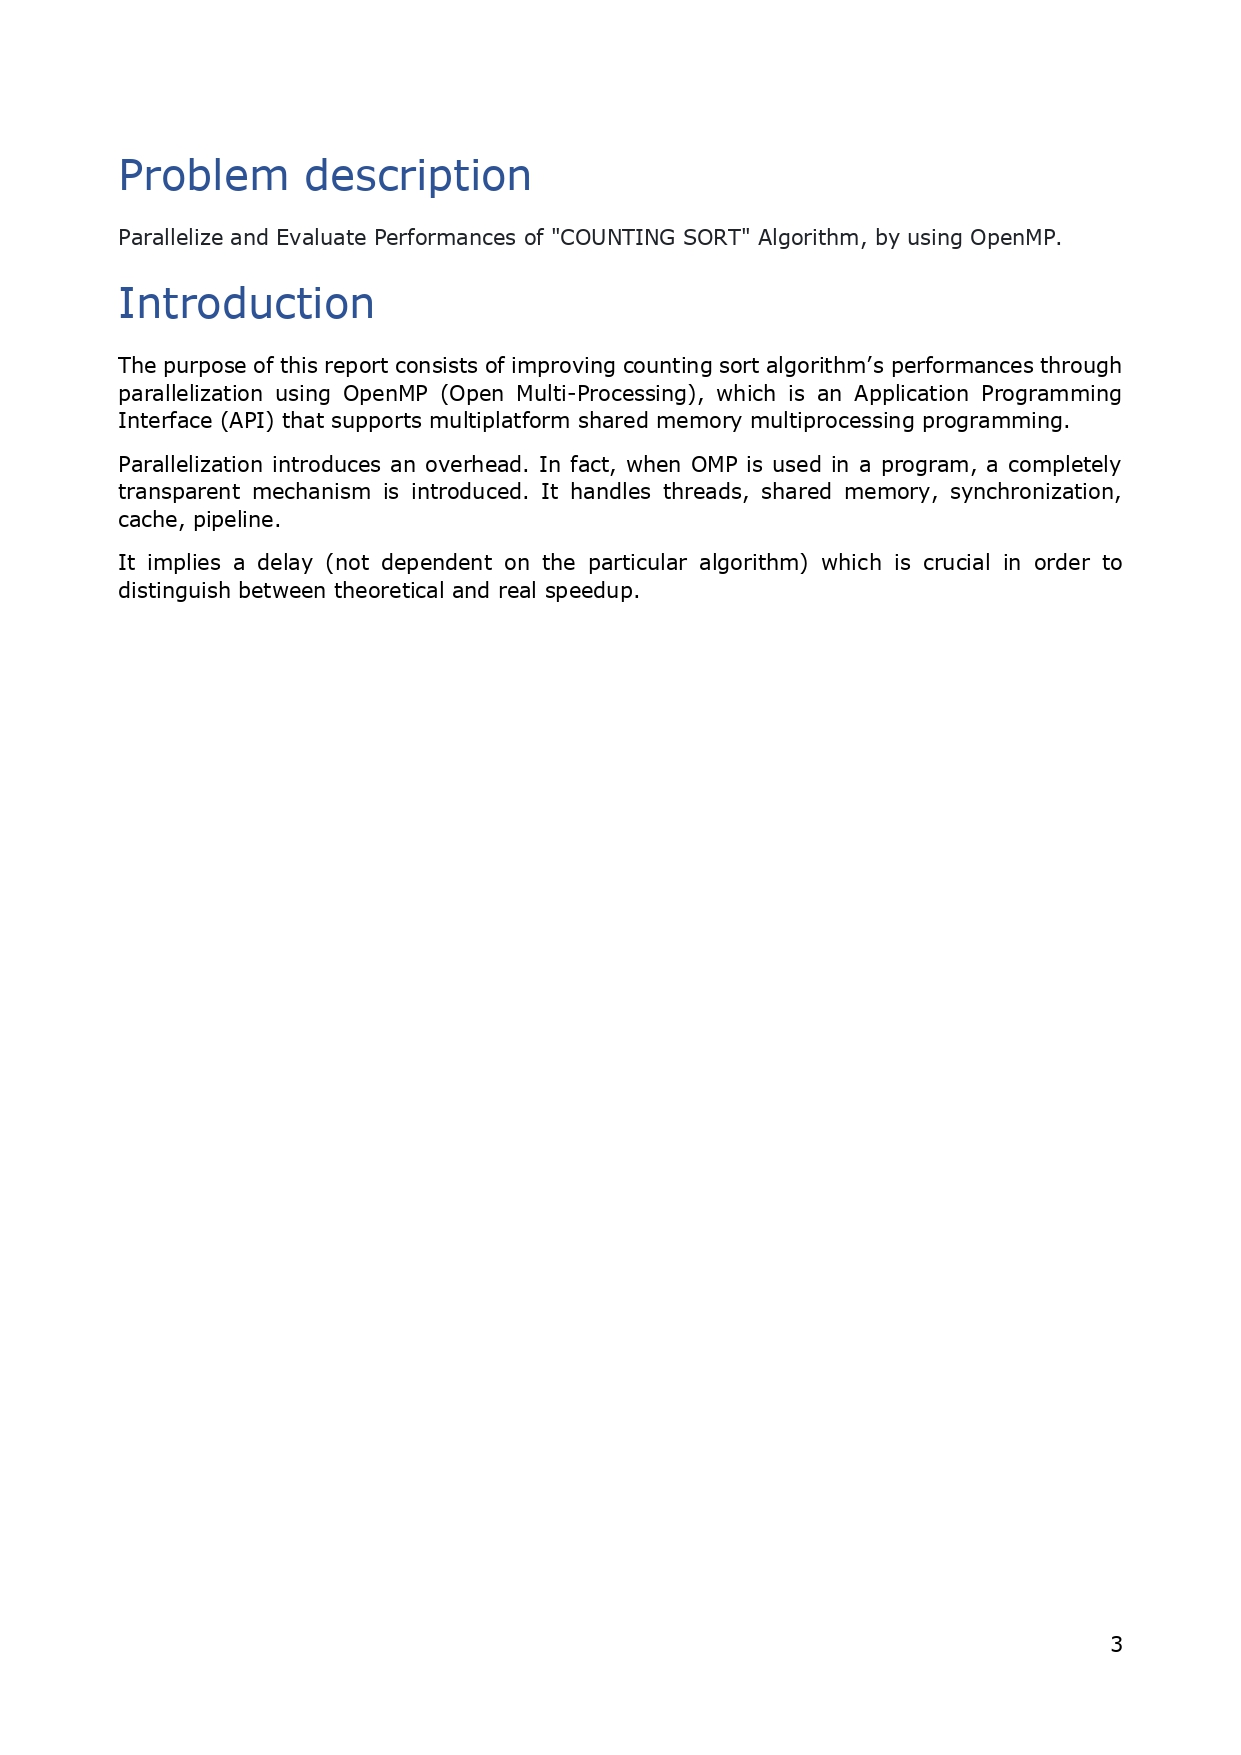 Problem description
Parallelize and Evaluate Performances of "COUNTING SORT" Algorithm, by using OpenMP.
Introduction
The purpose of this report consists of improving counting sort algorithm’s performances through
parallelization using OpenMP (Open Multi-Processing), which is an Application Programming
Interface (API) that supports multiplatform shared memory multiprocessing programming.
Parallelization introduces an overhead. In fact, when OMP is used in a program, a completely
transparent mechanism is introduced. It handles threads, shared memory, synchronization,
cache, pipeline.
It implies a delay (not dependent on the particular algorithm) which is crucial in order to
distinguish between theoretical and real speedup.
3